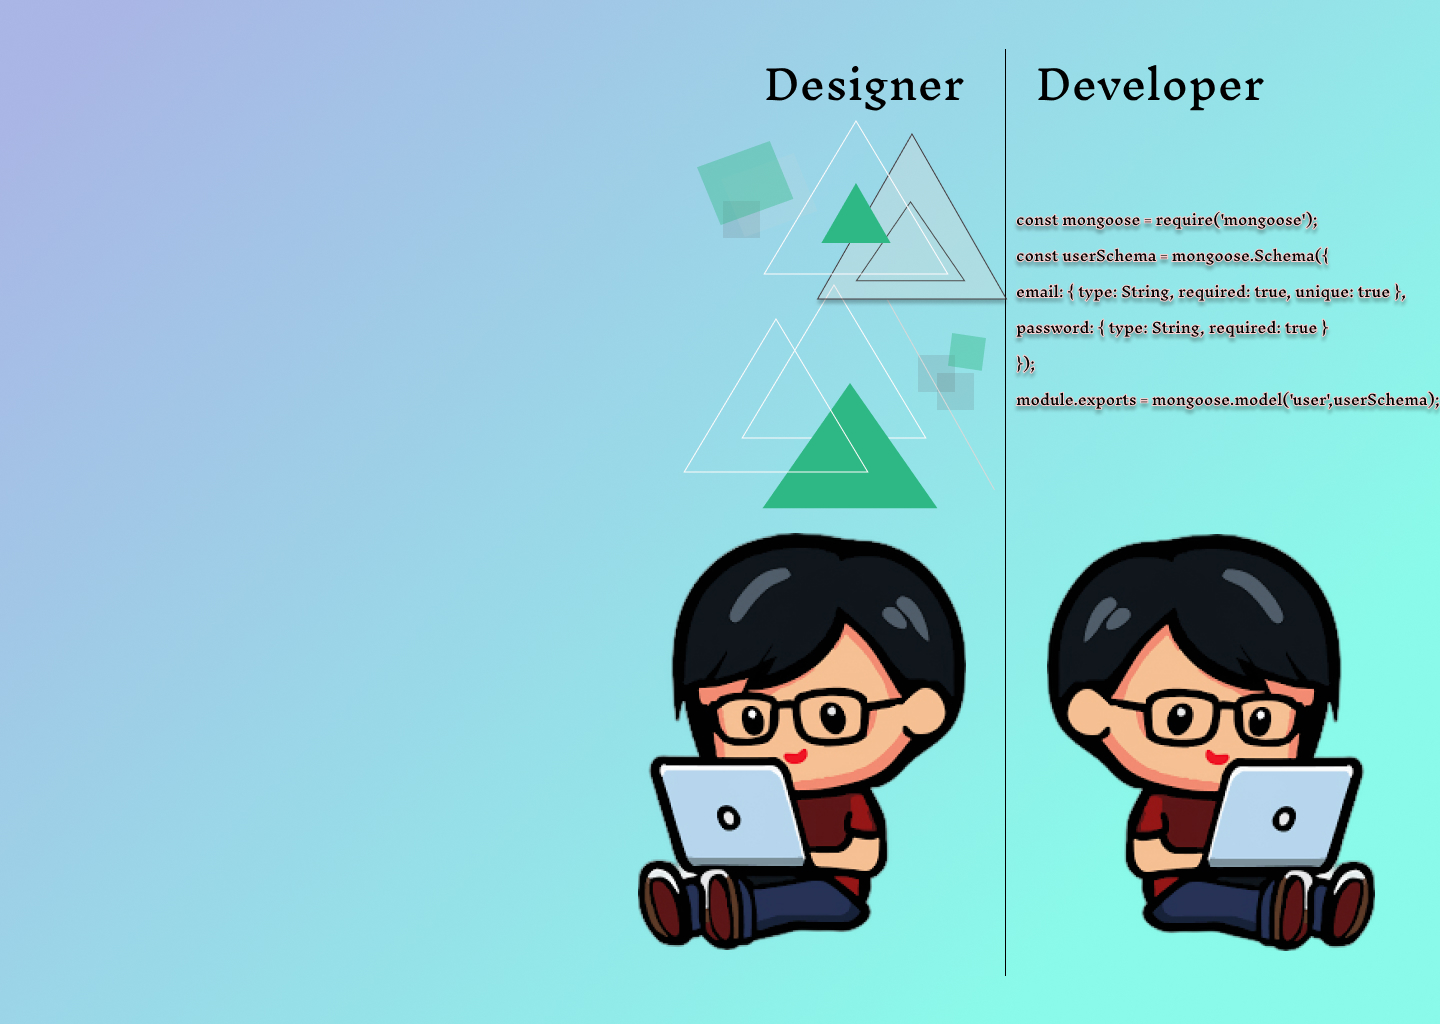 Designer
Developer
const mongoose = require('mongoose');
const userSchema = mongoose.Schema({
email: { type: String, required: true, unique: true },
password: { type: String, required: true }
});
module.exports = mongoose.model('user',userSchema);